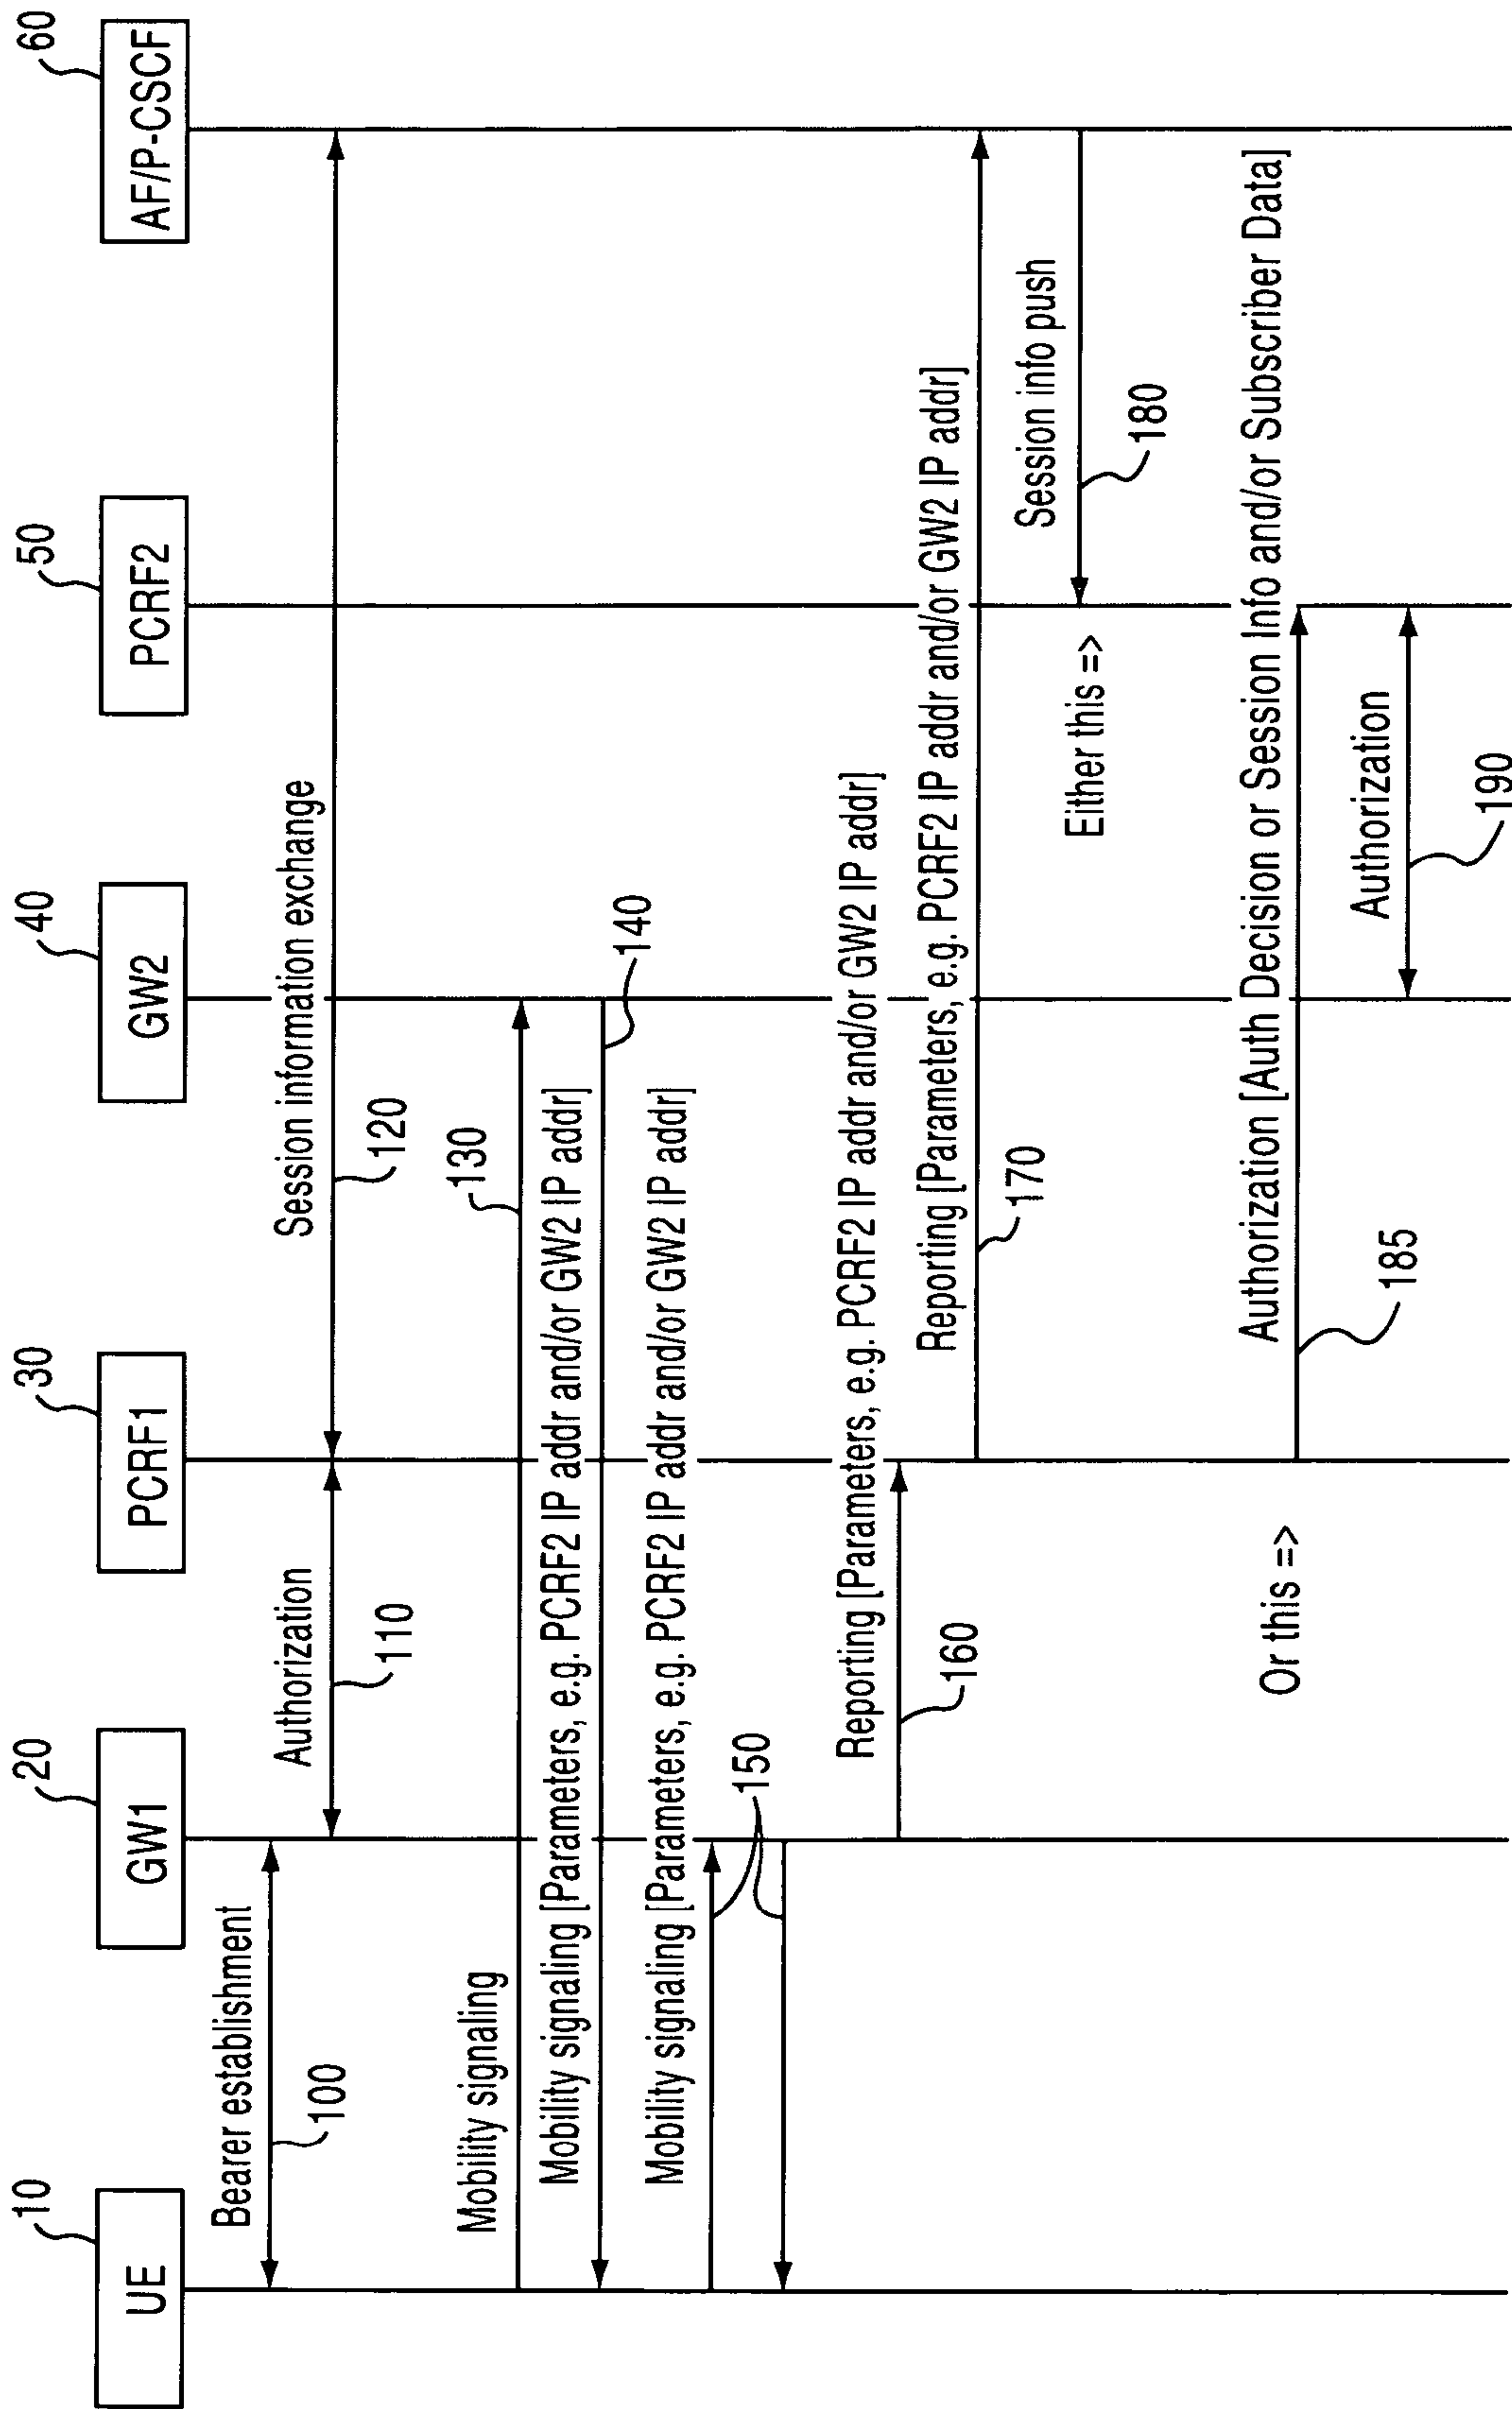 10
20
30
40
50
60
UE
GW1
PCRF1
GW2
PCRF2
AF/P-CSCF
Bearer establishment
100
Authorization
110
Session information exchange
120
Mobility signaling
130
Mobility signaling [Parameters, e.g. PCRF2 IP addr and/or GW2 IP addr]
140
Mobility signaling [Parameters, e.g. PCRF2 IP addr and/or GW2 IP addr]
150
Reporting [Parameters, e.g. PCRF2 IP addr and/or GW2 IP addr]
160
Reporting [Parameters, e.g. PCRF2 IP addr and/or GW2 IP addr]
170
Session info push
Either this =>
180
Authorization [Auth Decision or Session Info and/or Subscriber Data]
Or this =>
185
Authorization
190